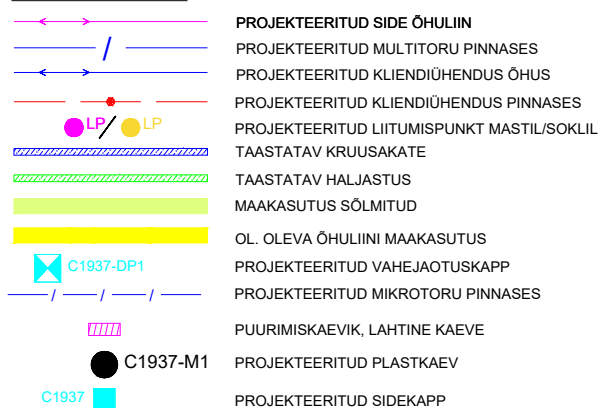 PROJEKTEERITUD SIDE ÕHULIIN
PROJEKTEERITUD MULTITORU PINNASES
PROJEKTEERITUD KLIENDIÜHENDUS ÕHUS
PROJEKTEERITUD KLIENDIÜHENDUS PINNASES
LP/ LP PROJEKTEERITUD LIITUMISPUNKT MASTIL/SOKLIL
TAASTATAV KRUUSAKATE
TAASTATAV HALJASTUS
MAAKASUTUS SÕLMITUD
OL. OLEVA ÕHULIINI MAAKASUTUS
C1937-DP1 PROJEKTEERITUD VAHEJAOTUSKAPP
PROJEKTEERITUD MIKROTORU PINNASES
PUURIMISKAEVIK, LAHTINE KAEVE
C1937-M1 PROJEKTEERITUD PLASTKAEV
C1937 PROJEKTEERITUD SIDEKAPP